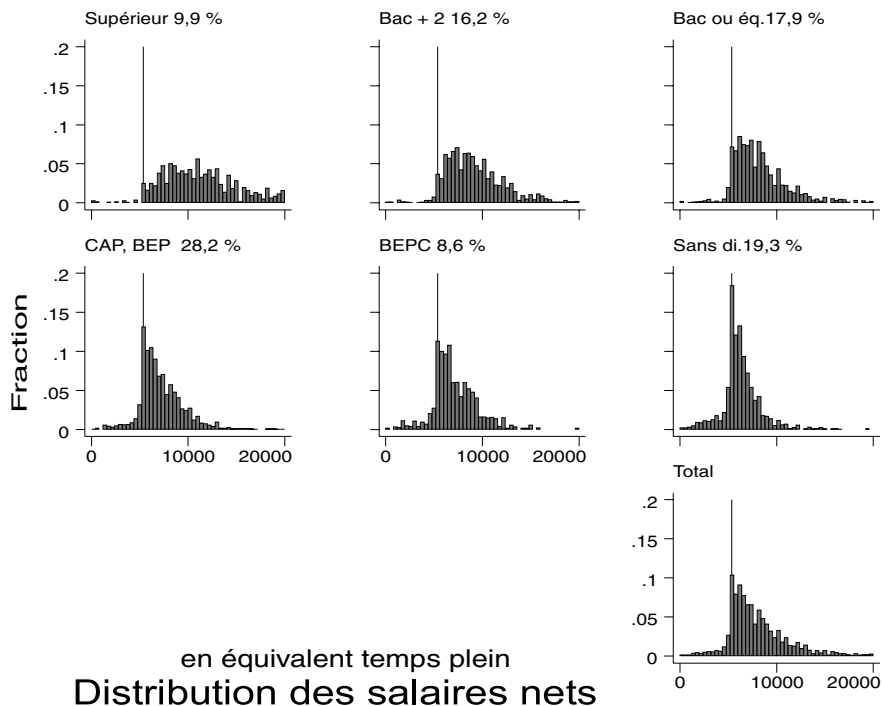 Supérieur 9,9 %
Bac + 2 16,2 %
Bac ou éq.17,9 %
.2
.15
.1
.05
0
CAP, BEP  28,2 %
BEPC 8,6 %
Sans di.19,3 %
.2
.15
.1
.05
0
Fraction
0 10000 20000
0 10000 20000
Total
.2
.15
.1
.05
0
0 10000 20000
en équivalent temps plein
Distribution des salaires nets